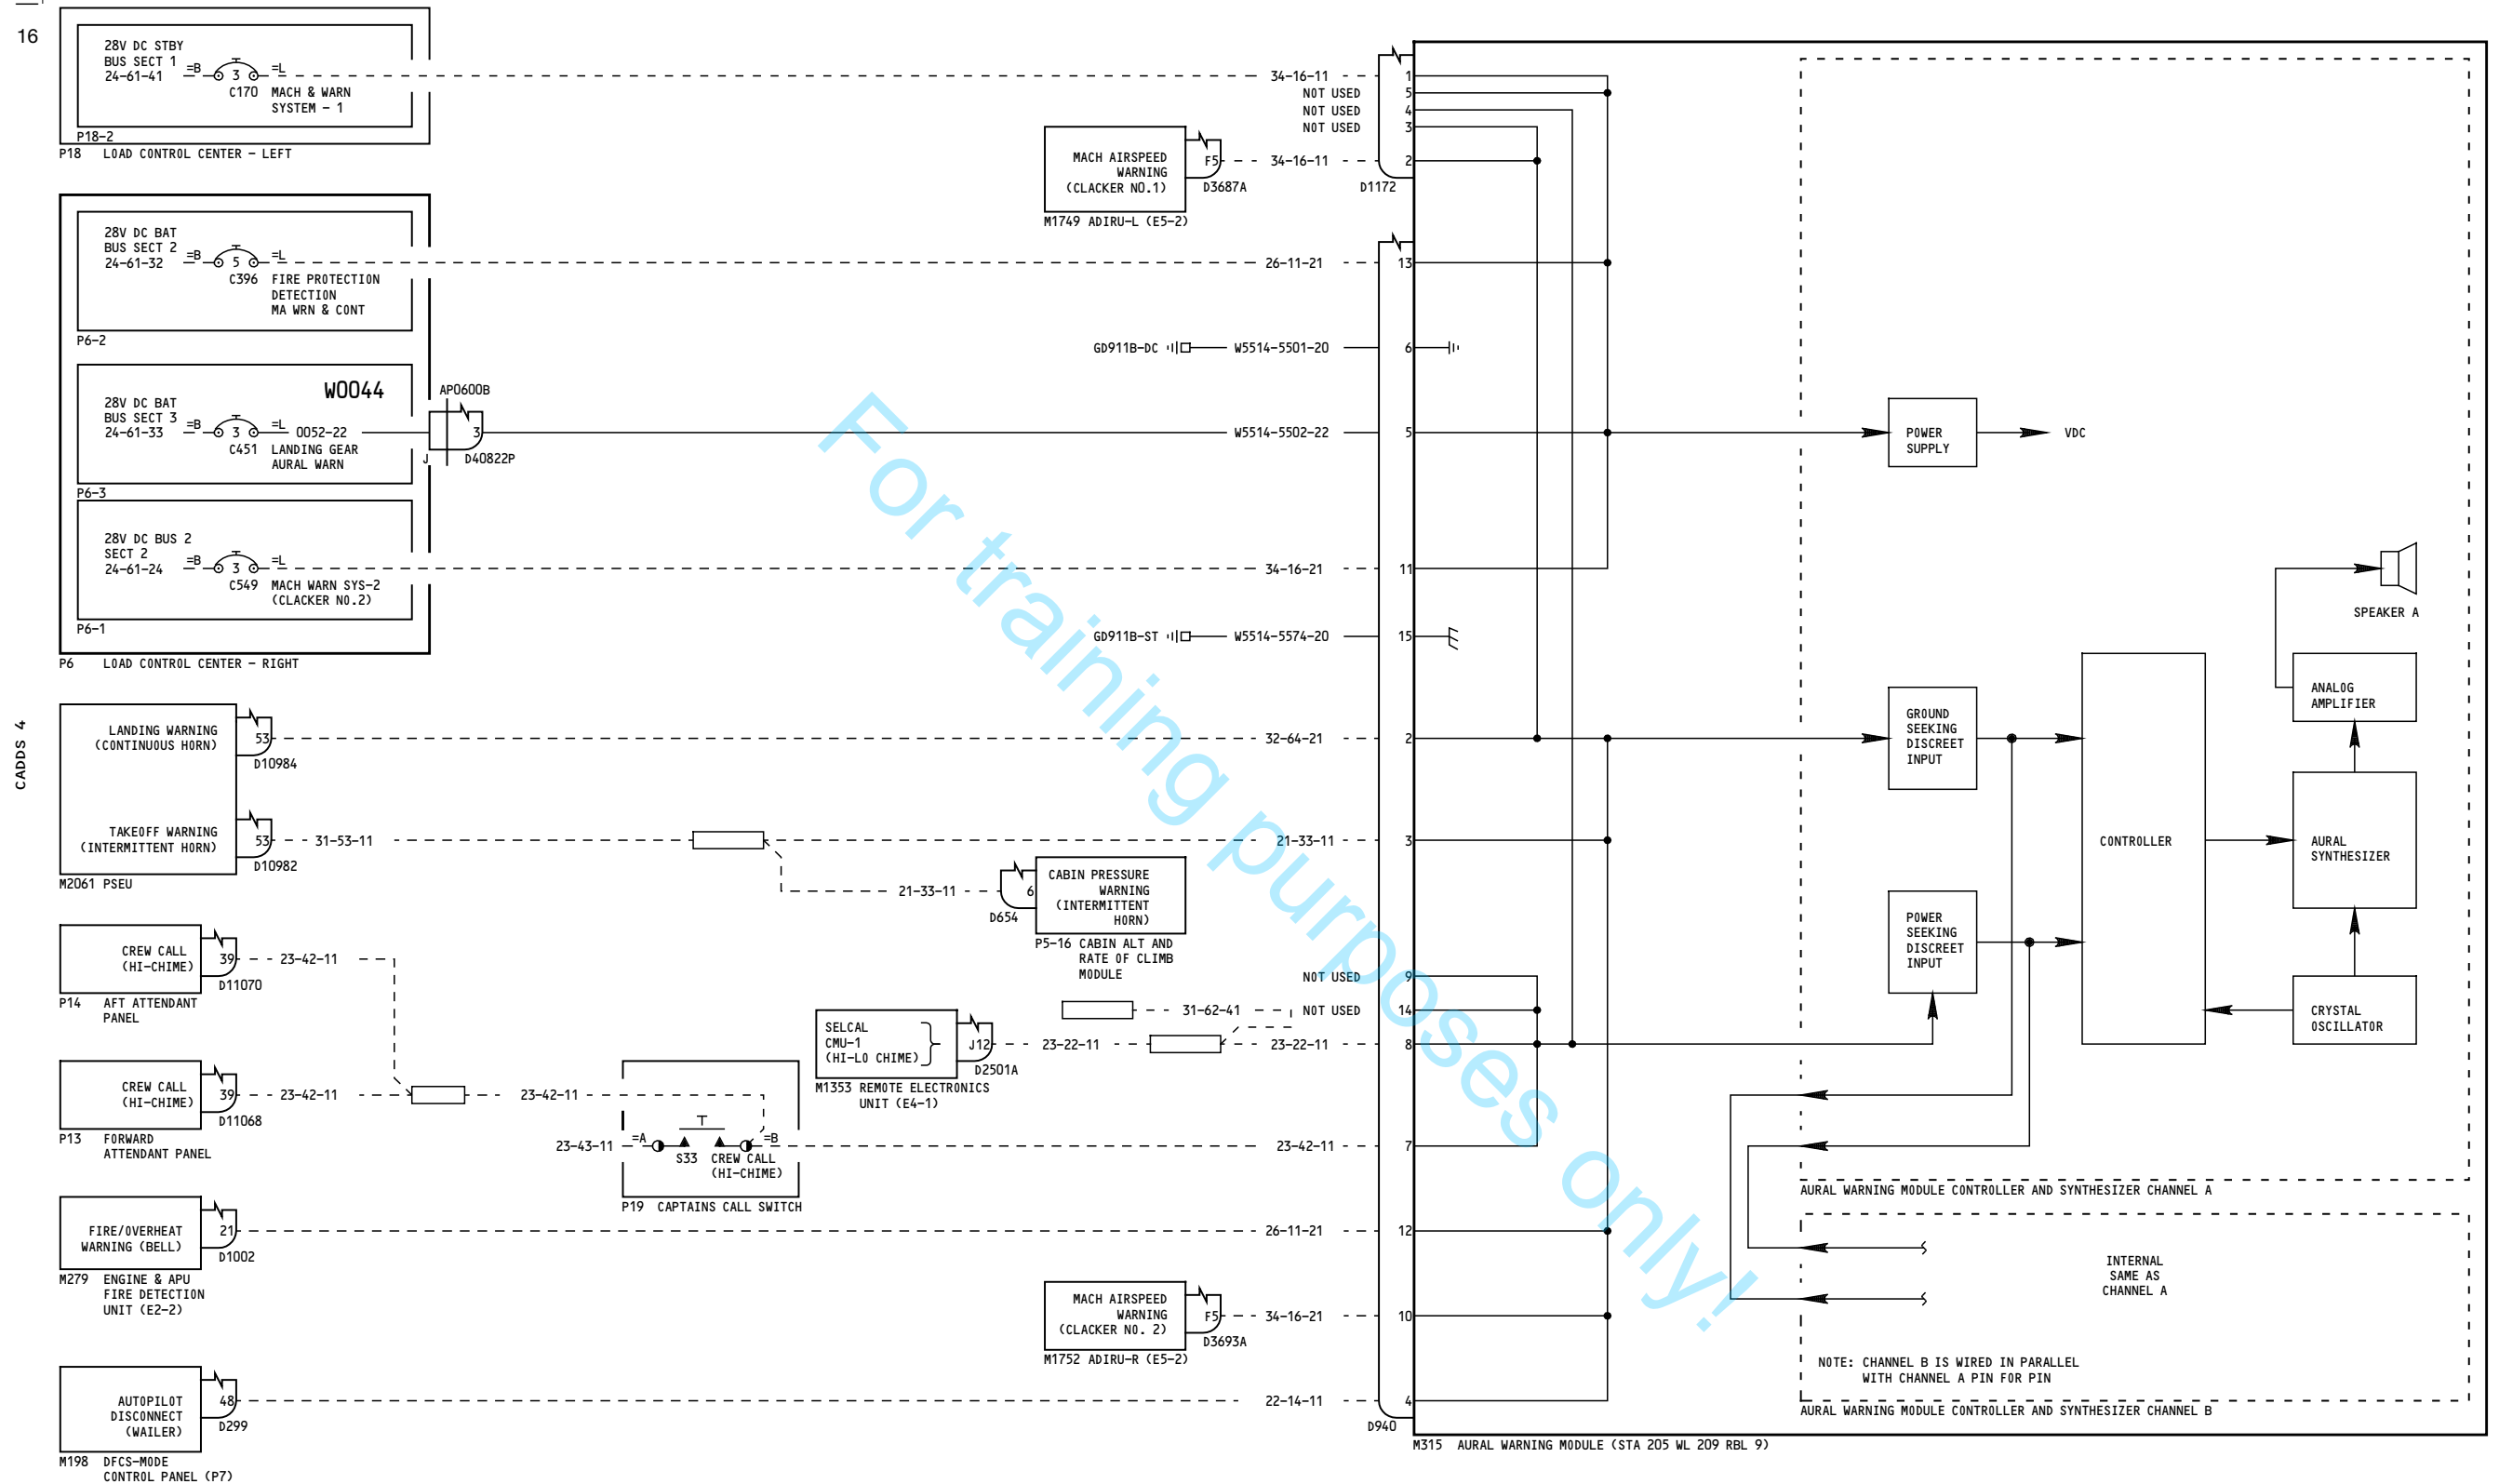 16
CADDS 4
28V DC STBY
BUS SECT 1
24-61-41
=B
3
=L
C170
MACH & WARN
SYSTEM - 1
P18-2
P18 LOAD CONTROL CENTER - LEFT
28V DC BAT
BUS SECT 2
24-61-32
=B
5
=L
C396
FIRE PROTECTION
DETECTION
MA WRN & CONT
P6-2
W0044
28V DC BAT
BUS SECT 3
24-61-33
=B
3
=L
0052-22
C451
LANDING GEAR
AURAL WARN
P6-3
AP0600B
3
J
D40822P
28V DC BUS 2
SECT 2
24-61-24
=B
3
=L
C549
MACH WARN SYS-2
(CLACKER NO.2)
P6-1
P6 LOAD CONTROL CENTER - RIGHT
LANDING WARNING
(CONTINUOUS HORN)
53
D10984
TAKEOFF WARNING
(INTERMITTENT HORN)
53
D10982
31-53-11
M2061 PSEU
CREW CALL
(HI-CHIME)
39
D11070
23-42-11
P14 AFT ATTENDANT
PANEL
CREW CALL
(HI-CHIME)
39
D11068
23-42-11
23-42-11
P13 FORWARD
ATTENDANT PANEL
23-43-11
=A
S33
=B
CREW CALL
(HI-CHIME)
P19 CAPTAINS CALL SWITCH
FIRE/OVERHEAT
WARNING (BELL)
21
D1002
M279 ENGINE & APU
FIRE DETECTION
UNIT (E2-2)
AUTOPILOT
DISCONNECT
(WAILER)
48
D299
M198 DFCS-MODE
CONTROL PANEL (P7)
MACH AIRSPEED
WARNING
(CLACKER NO.1)
F5
D3687A
M1749 ADIRU-L (E5-2)
34-16-11
NOT USED
NOT USED
NOT USED
34-16-11
1
5
4
3
2
D1172
26-11-21
13
GD911B-DC
W5514-5501-20
6
W5514-5502-22
5
34-16-21
11
GD911B-ST
W5514-5574-20
15
32-64-21
2
21-33-11
3
21-33-11
6
D654
CABIN PRESSURE
WARNING
(INTERMITTENT
HORN)
P5-16 CABIN ALT AND
RATE OF CLIMB
MODULE
NOT USED
9
31-62-41
NOT USED
14
SELCAL
CMU-1
(HI-LO CHIME)
J12
D2501A
23-22-11
23-22-11
8
M1353 REMOTE ELECTRONICS
UNIT (E4-1)
23-42-11
7
26-11-21
12
MACH AIRSPEED
WARNING
(CLACKER NO. 2)
F5
D3693A
34-16-21
10
M1752 ADIRU-R (E5-2)
22-14-11
4
D940
M315 AURAL WARNING MODULE (STA 205 WL 209 RBL 9)
POWER
SUPPLY
VDC
SPEAKER A
GROUND
SEEKING
DISCREET
INPUT
POWER
SEEKING
DISCREET
INPUT
CONTROLLER
ANALOG
AMPLIFIER
AURAL
SYNTHESIZER
CRYSTAL
OSCILLATOR
AURAL WARNING MODULE CONTROLLER AND SYNTHESIZER CHANNEL A
INTERNAL
SAME AS
CHANNEL A
NOTE: CHANNEL B IS WIRED IN PARALLEL
WITH CHANNEL A PIN FOR PIN
AURAL WARNING MODULE CONTROLLER AND SYNTHESIZER CHANNEL B
For training purposes only!